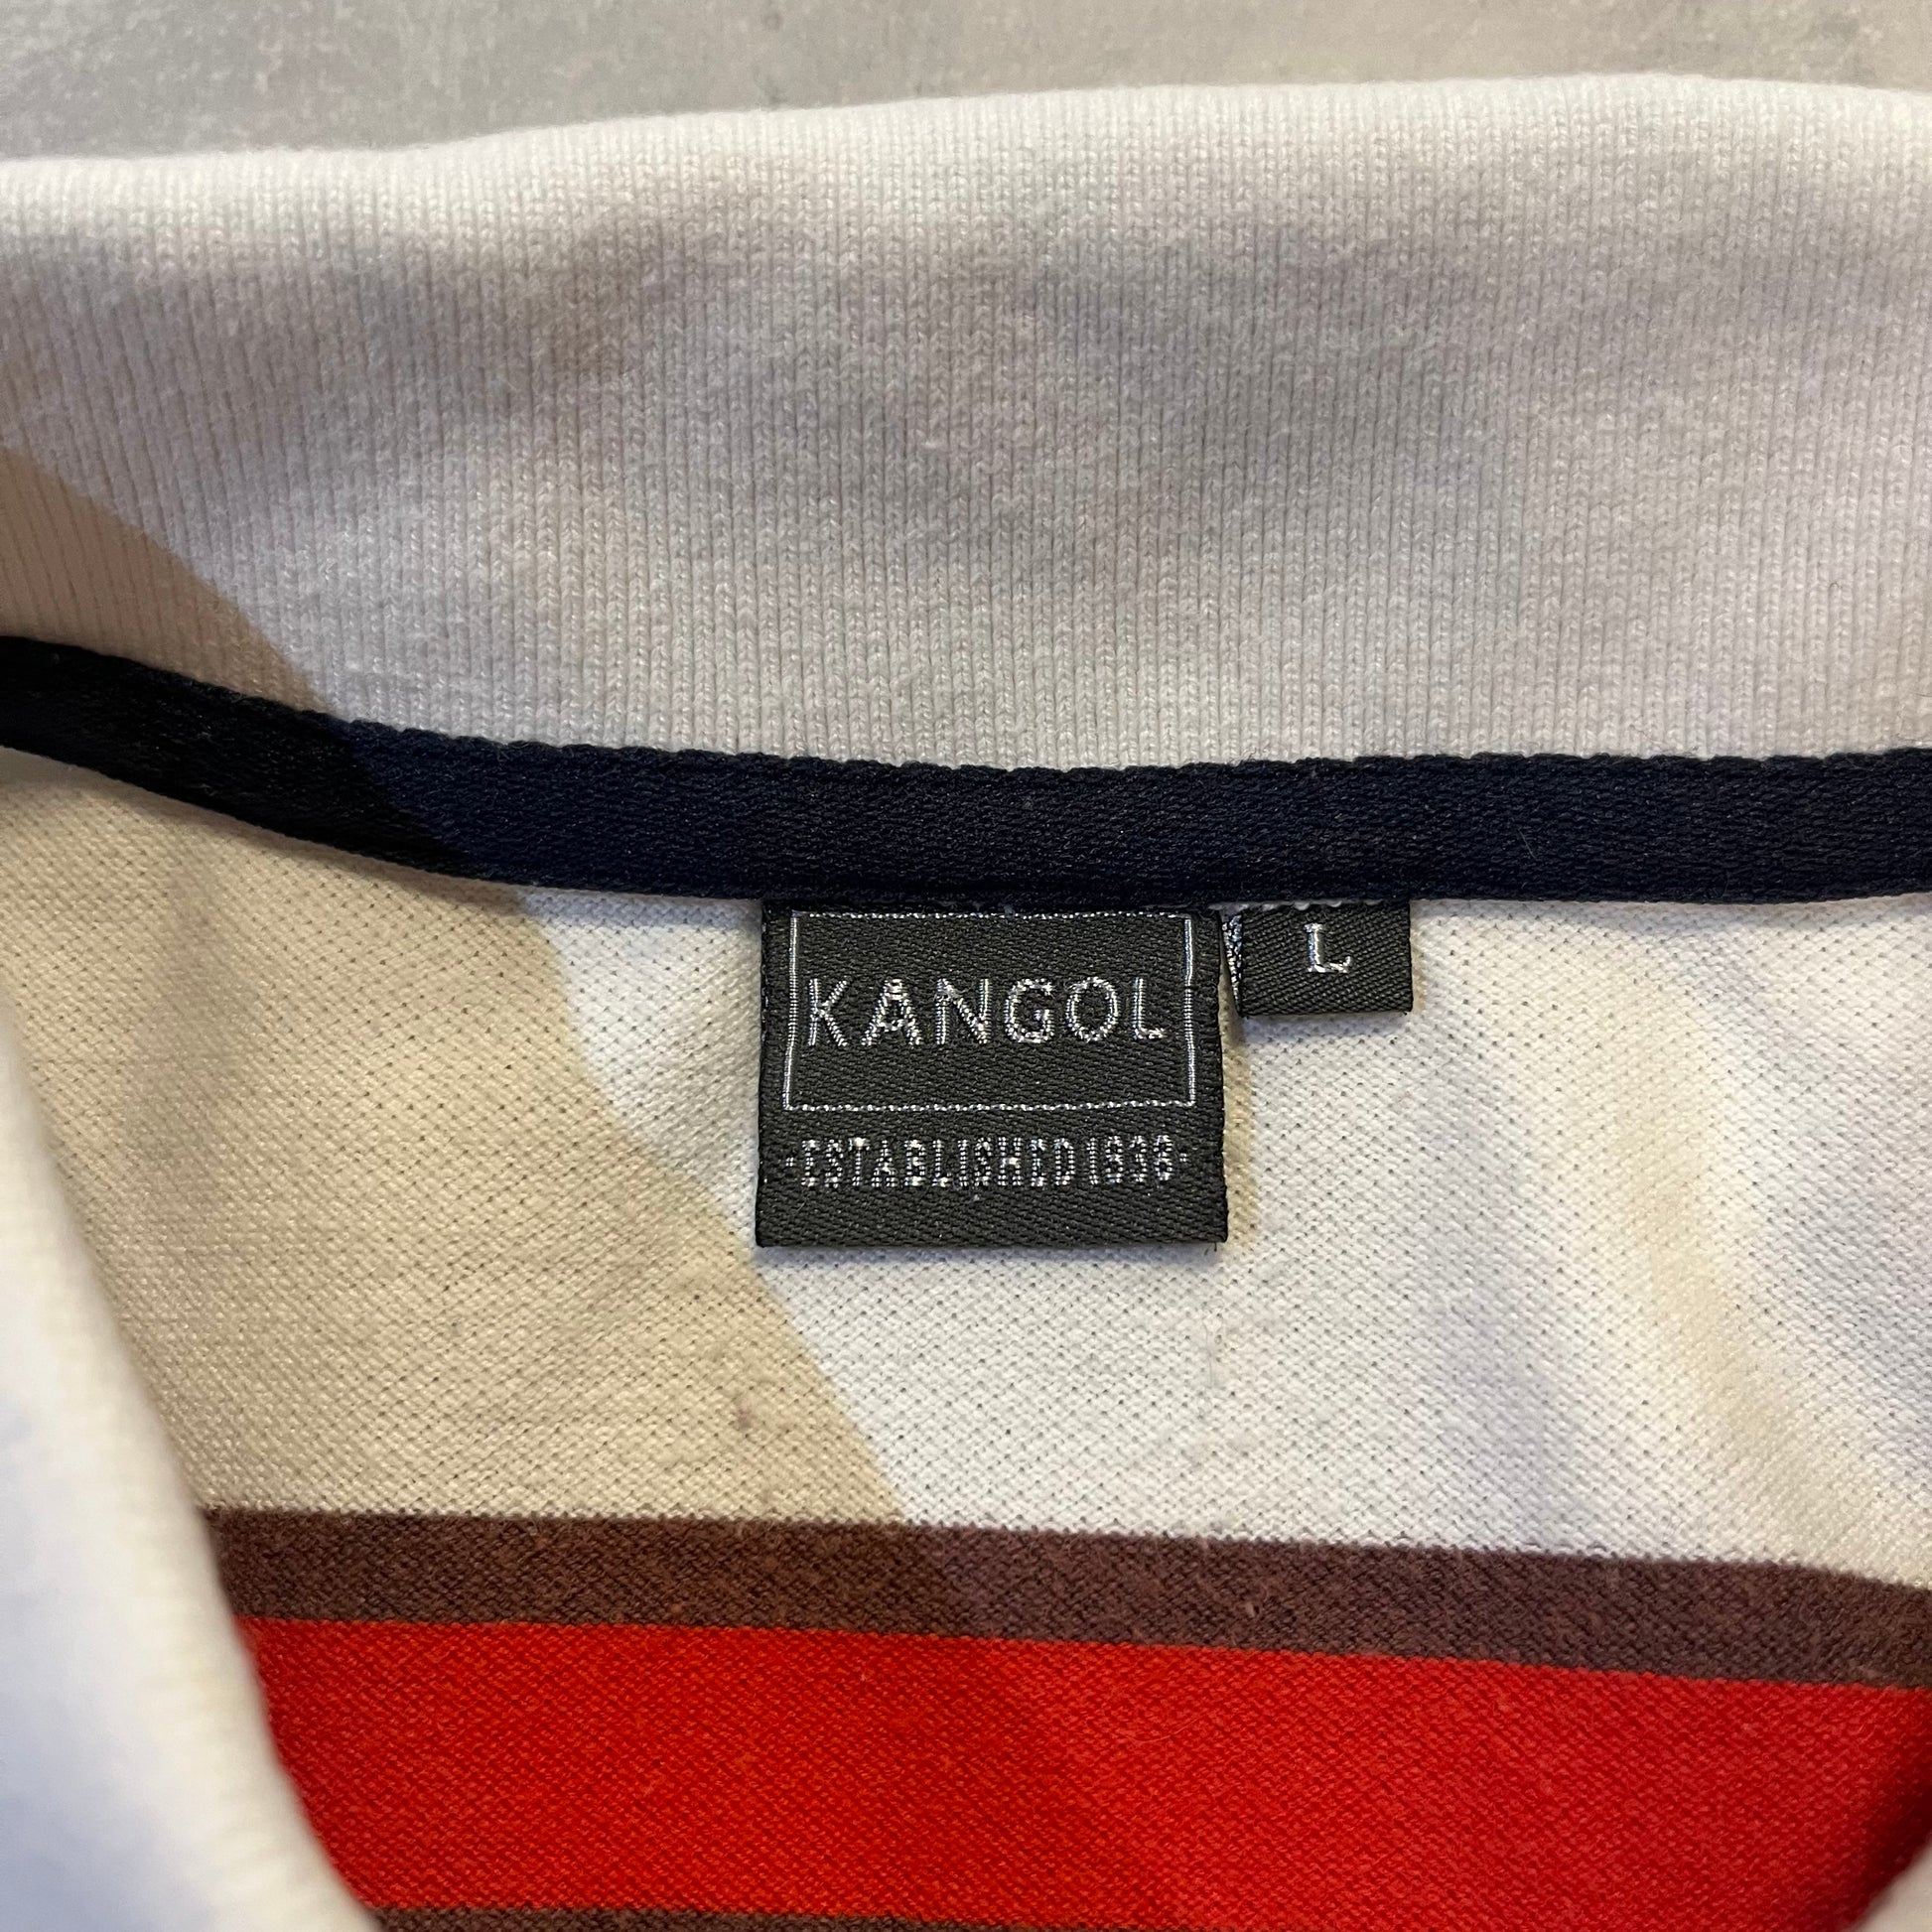 KANGOL
L
·ESTABLISHED 1938·